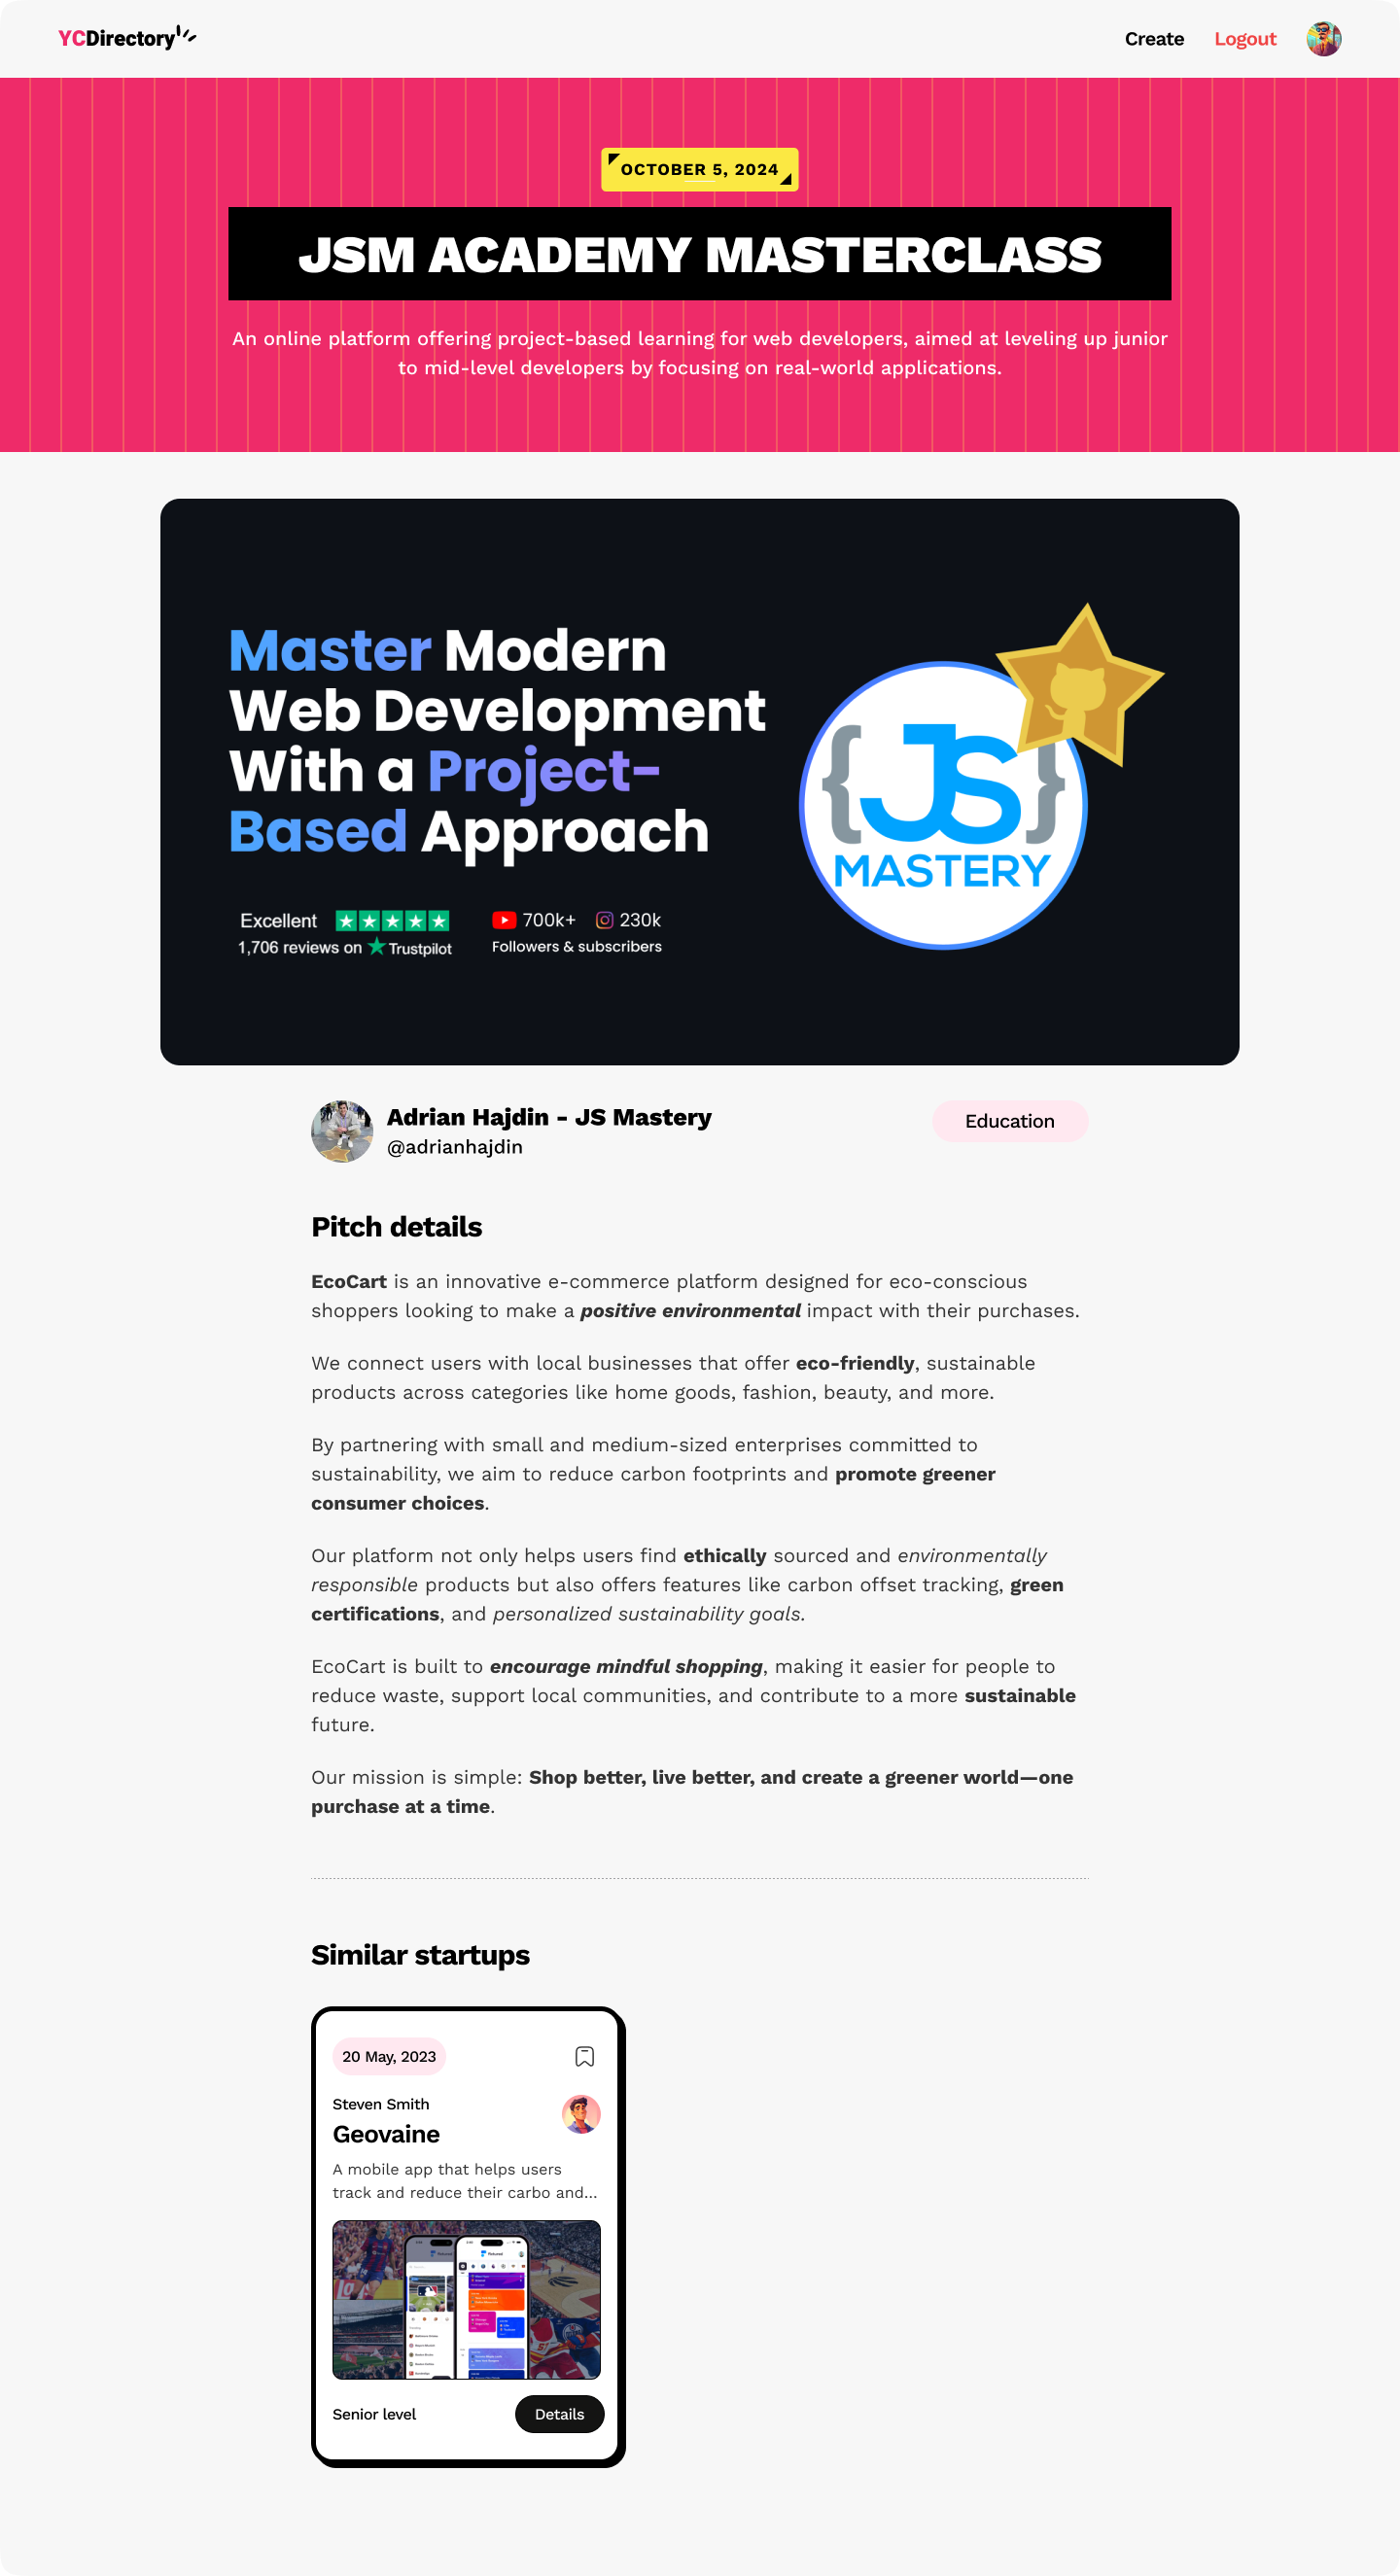 YCDirectory
Create
Logout
OCTOBER 5, 2024
JSM ACADEMY MASTERCLASS
An online platform offering project-based learning for web developers, aimed at leveling up junior
to mid-level developers by focusing on real-world applications.
Master Modern
Web Development
With a Project-
Based Approach
Excellent
1,706 reviews on Trustpilot
700k+ 230k
Followers & subscribers
{JS}
MASTERY
Adrian Hajdin - JS Mastery
@adrianhajdin
Education
Pitch details
EcoCart is an innovative e-commerce platform designed for eco-conscious
shoppers looking to make a positive environmental impact with their purchases.
We connect users with local businesses that offer eco-friendly, sustainable
products across categories like home goods, fashion, beauty, and more.
By partnering with small and medium-sized enterprises committed to
sustainability, we aim to reduce carbon footprints and promote greener
consumer choices.
Our platform not only helps users find ethically sourced and environmentally
responsible products but also offers features like carbon offset tracking, green
certifications, and personalized sustainability goals.
EcoCart is built to encourage mindful shopping, making it easier for people to
reduce waste, support local communities, and contribute to a more sustainable
future.
Our mission is simple: Shop better, live better, and create a greener world—one
purchase at a time.
Similar startups
20 May, 2023
Steven Smith
Geovaine
A mobile app that helps users
track and reduce their carbo and...
Senior level
Details